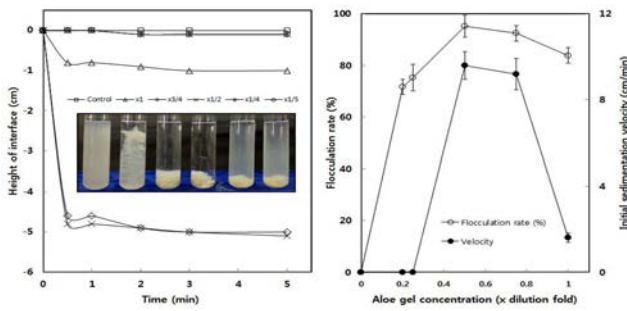 0
-1
-2
-3
-4
-5
-6
Height of interface (cm)
Control x1 x3/4 x1/2 x1/4 x1/5
0 1 2 3 4 5
Time (min)
100
80
60
40
20
0
Flocculation rate (%)
12
8
4
0
Initial sedimentation velocity (cm/min)
Flocculation rate (%)
Velocity
0 0.2 0.4 0.6 0.8 1
Aloe gel concentration (x dilution fold)